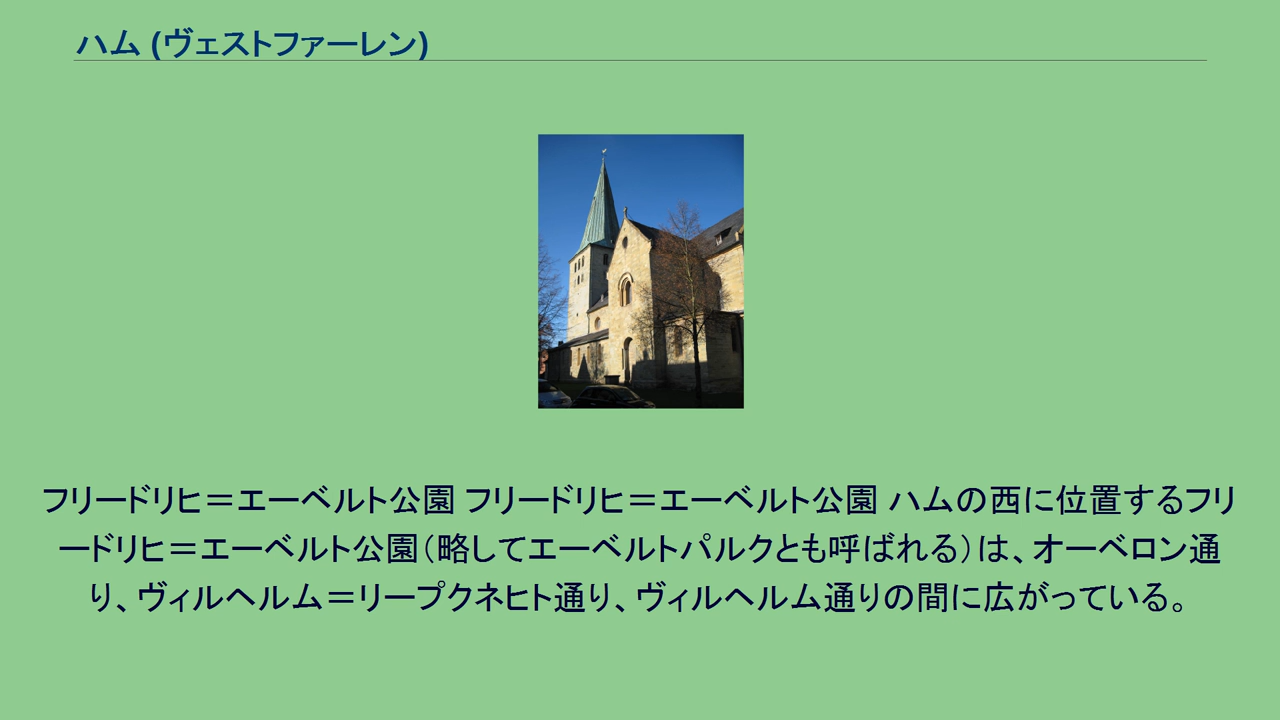 ハム (ヴェストファーレン)
フリードリヒ＝エーベルト公園 フリードリヒ＝エーベルト公園 ハムの西に位置するフリ
ードリヒ＝エーベルト公園（略してエーベルトパルクとも呼ばれる）は、オーベロン通
り、ヴィルヘルム＝リープクネヒト通り、ヴィルヘルム通りの間に広がっている。